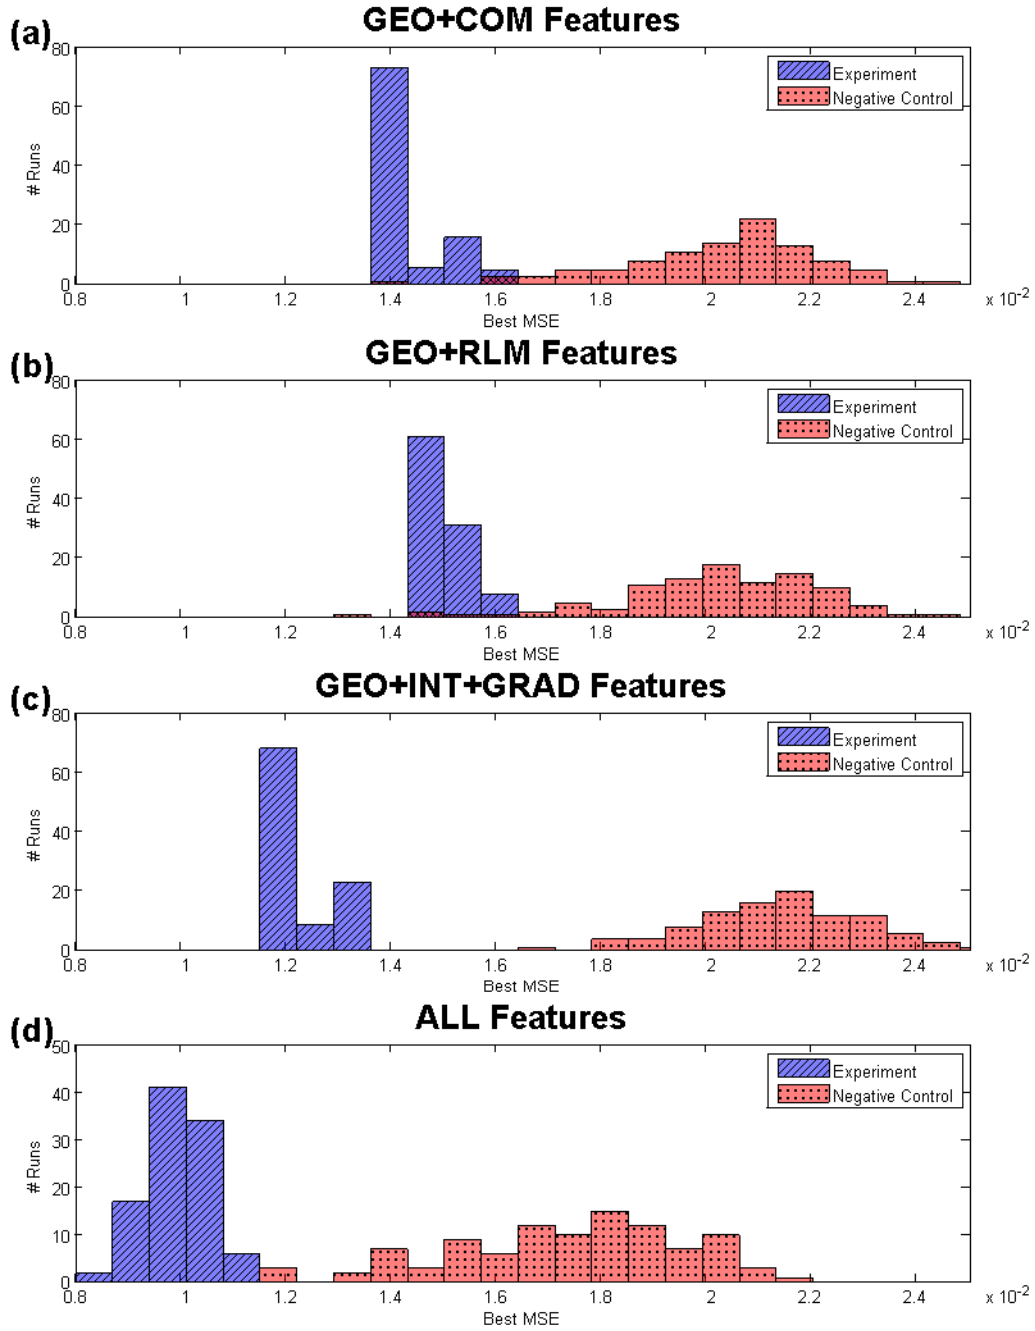 (a)
GEO+COM Features
80
60
40
20
0
# Runs
Experiment
Negative Control
0.8 1 1.2 1.4 1.6 1.8 2 2.2 2.4 x 10-2
Best MSE
(b)
GEO+RLM Features
80
60
40
20
0
# Runs
Experiment
Negative Control
0.8 1 1.2 1.4 1.6 1.8 2 2.2 2.4 x 10-2
Best MSE
(c)
GEO+INT+GRAD Features
80
60
40
20
0
# Runs
Experiment
Negative Control
0.8 1 1.2 1.4 1.6 1.8 2 2.2 2.4 x 10-2
Best MSE
(d)
ALL Features
50
40
30
20
10
0
# Runs
Experiment
Negative Control
0.8 1 1.2 1.4 1.6 1.8 2 2.2 2.4 x 10-2
Best MSE